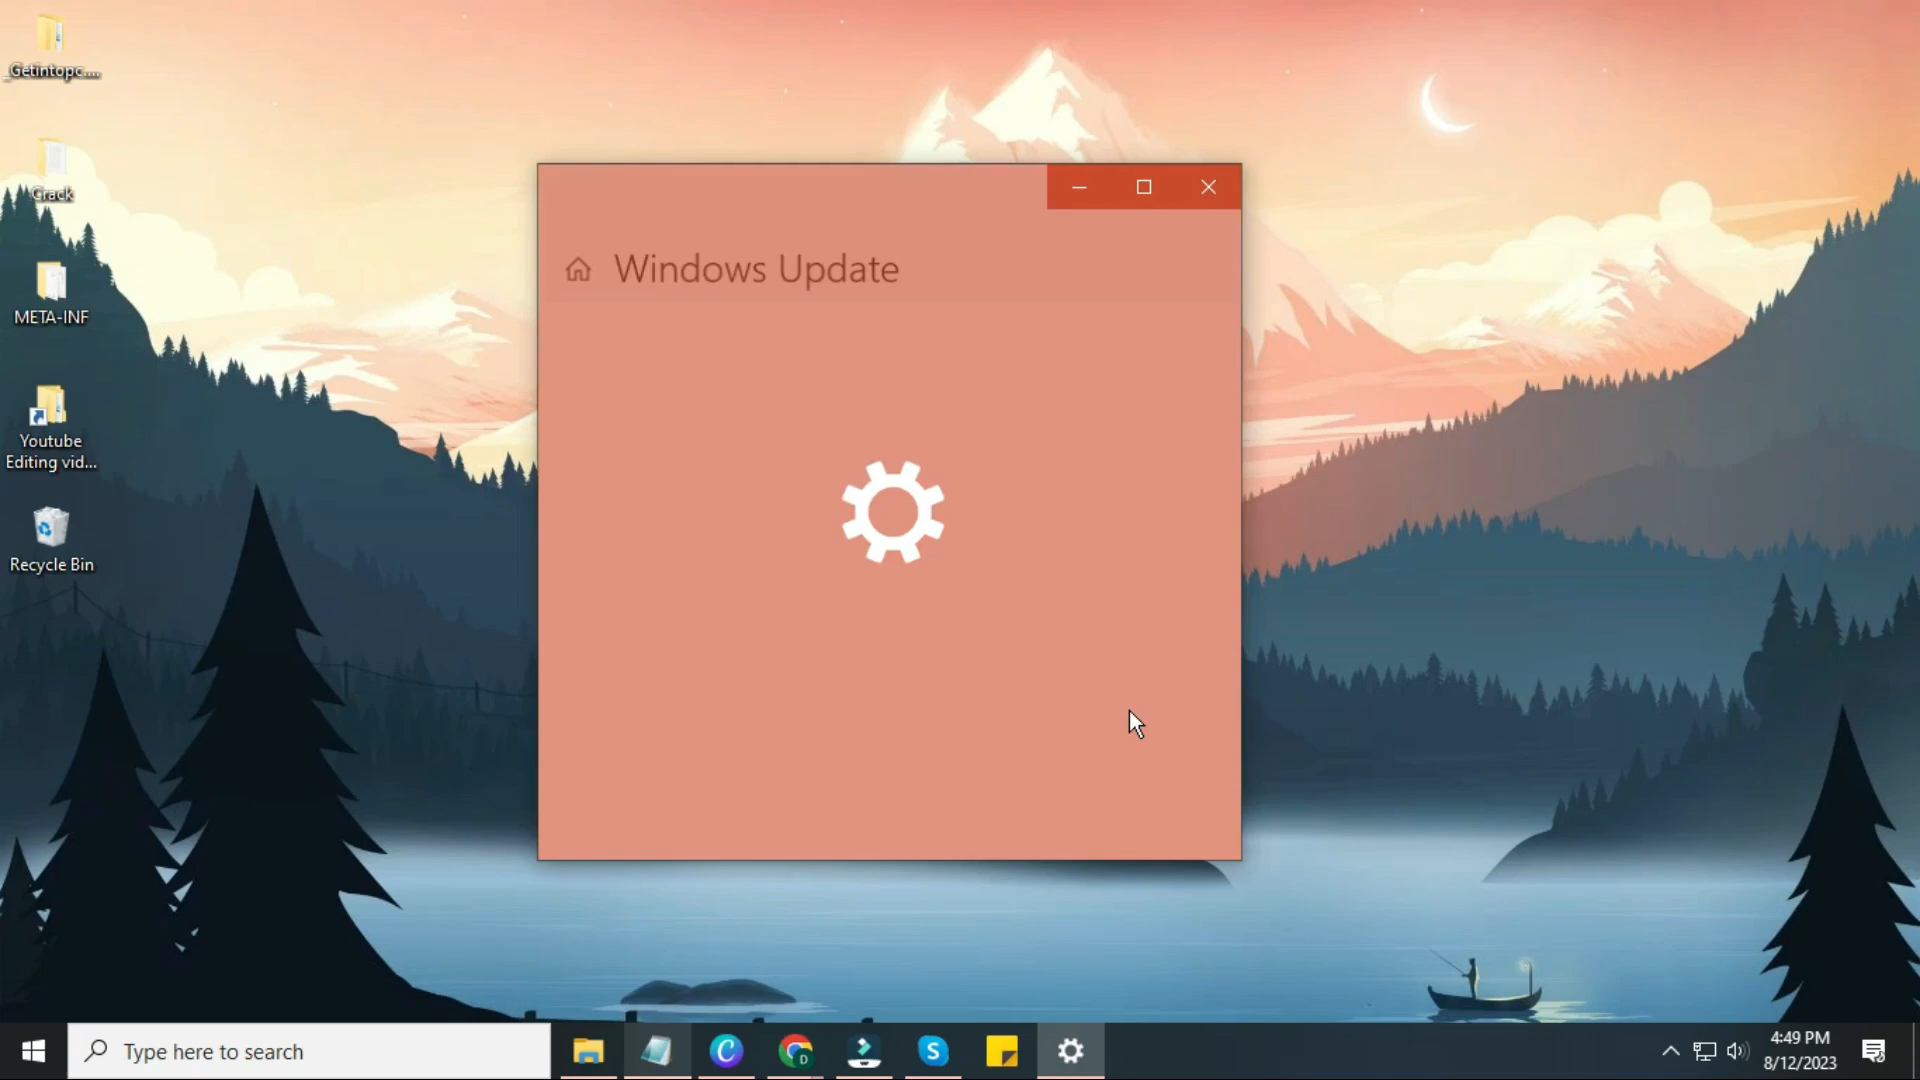 _Getintopc....
Crack
META-INF
Youtube
Editing vid...
Recycle Bin
Windows Update
Type here to search
C
D
S
4:49 PM
8/12/2023